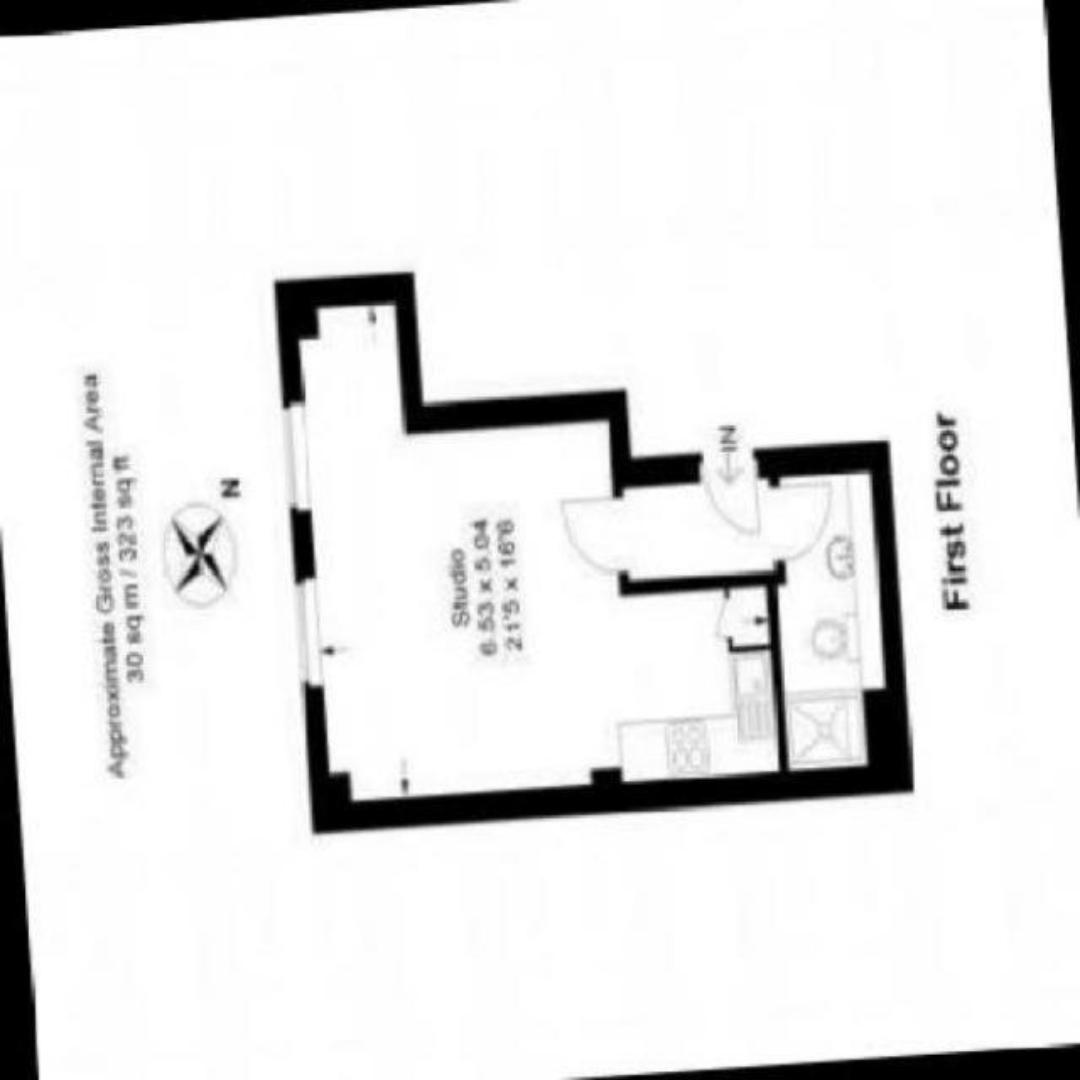 Approximate Gross Internal Area
30 sq m / 323 sq ft
N
Studio
6.53 x 5.04
21'5 x 16'6
IN
First Floor